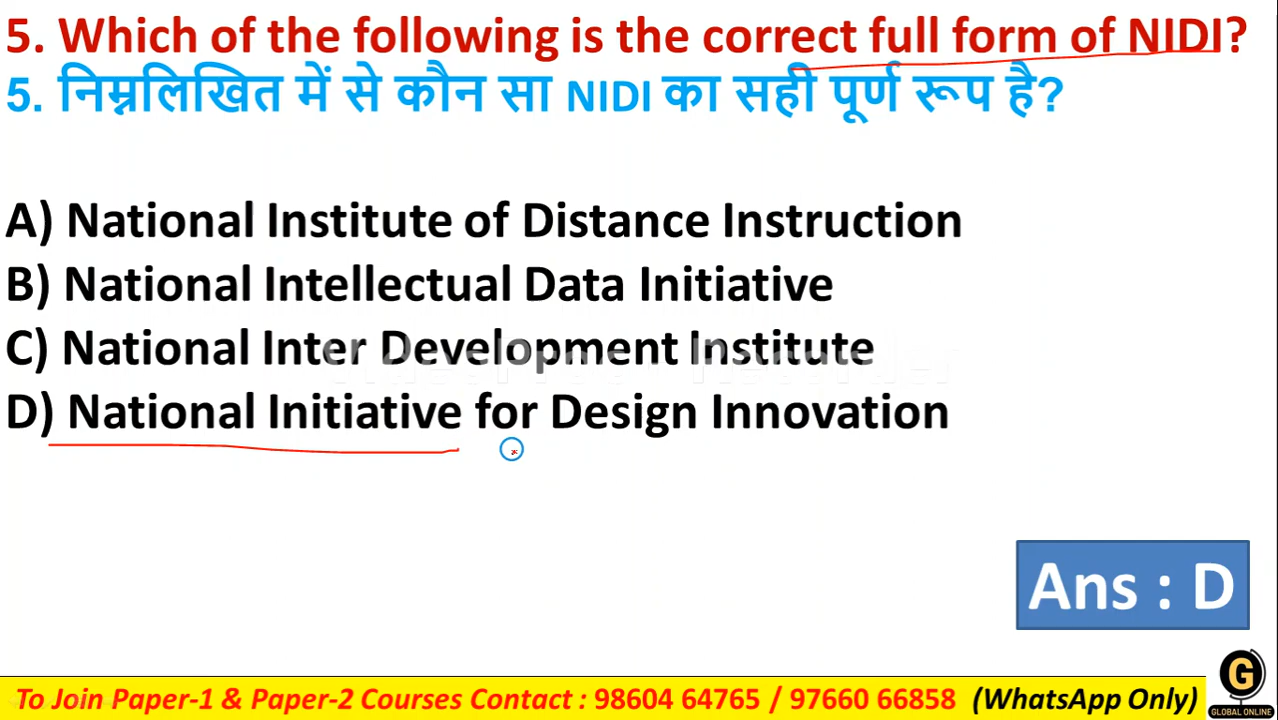 5. Which of the following is the correct full form of NIDI?
5. निम्नलिखित में से कौन सा NIDI का सही पूर्ण रूप है?
A) National Institute of Distance Instruction
B) National Intellectual Data Initiative
C) National Inter Development Institute
D) National Initiative for Design Innovation
Ans : D
To Join Paper-1 & Paper-2 Courses Contact : 98604 64765 / 97660 66858 (WhatsApp Only)
G
GLOBAL ONLINE